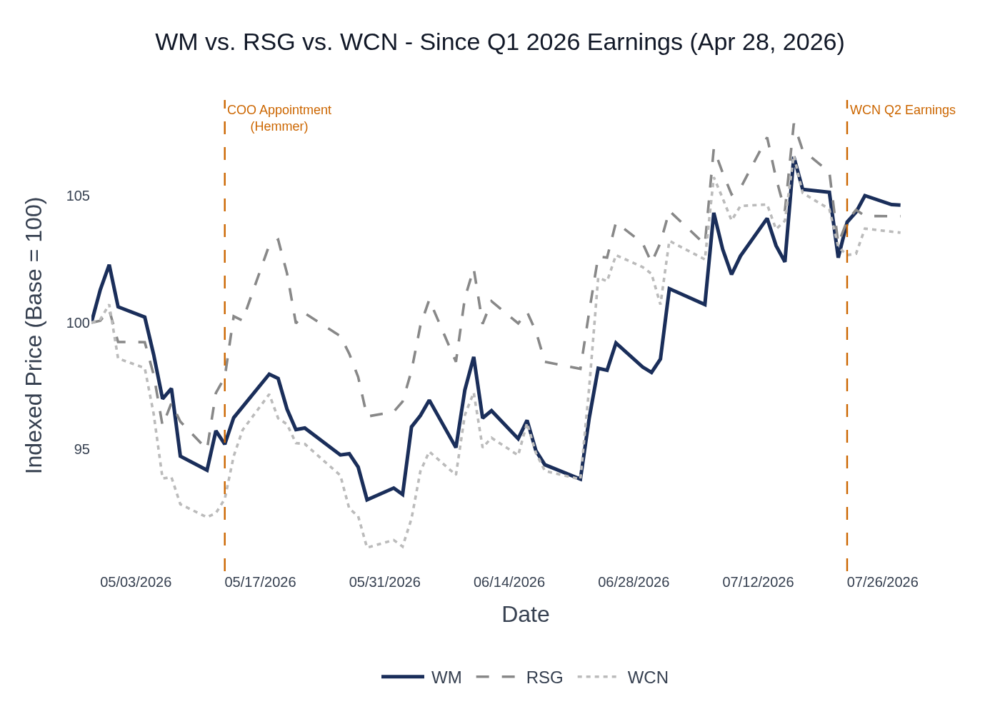 WM vs. RSG vs. WCN - Since Q1 2026 Earnings (Apr 28, 2026)
COO Appointment
(Hemmer)
WCN Q2 Earnings
Indexed Price (Base = 100)
105
100
95
05/03/2026
05/17/2026
05/31/2026
06/14/2026
06/28/2026
07/12/2026
07/26/2026
Date
WM
RSG
WCN